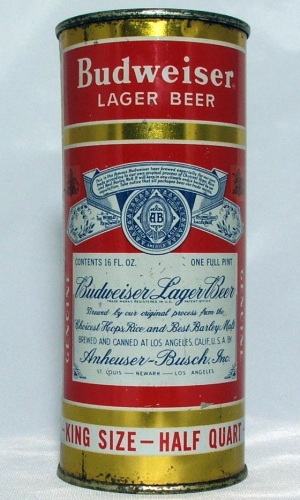 Budweiser
LAGER BEER
AB
CONTENTS 16 FL. OZ. ONE FULL PINT
Budweiser Lager Beer
Brewed by our original process from the
Choicest Hops, Rice and Best Barley Malt
BREWED AND CANNED AT LOS ANGELES, CALIF., U.S.A. BY
Anheuser-Busch, Inc.
ST. LOUIS — NEWARK — LOS ANGELES
GENUINE
GENUINE
-KING SIZE-HALF QUART-